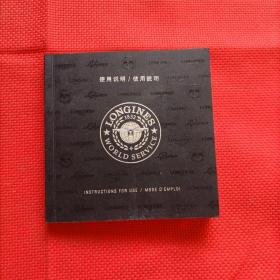 使用说明 / 使用說明
LONGINES
1832
WORLD SERVICE
INSTRUCTIONS FOR USE / MODE D'EMPLOI